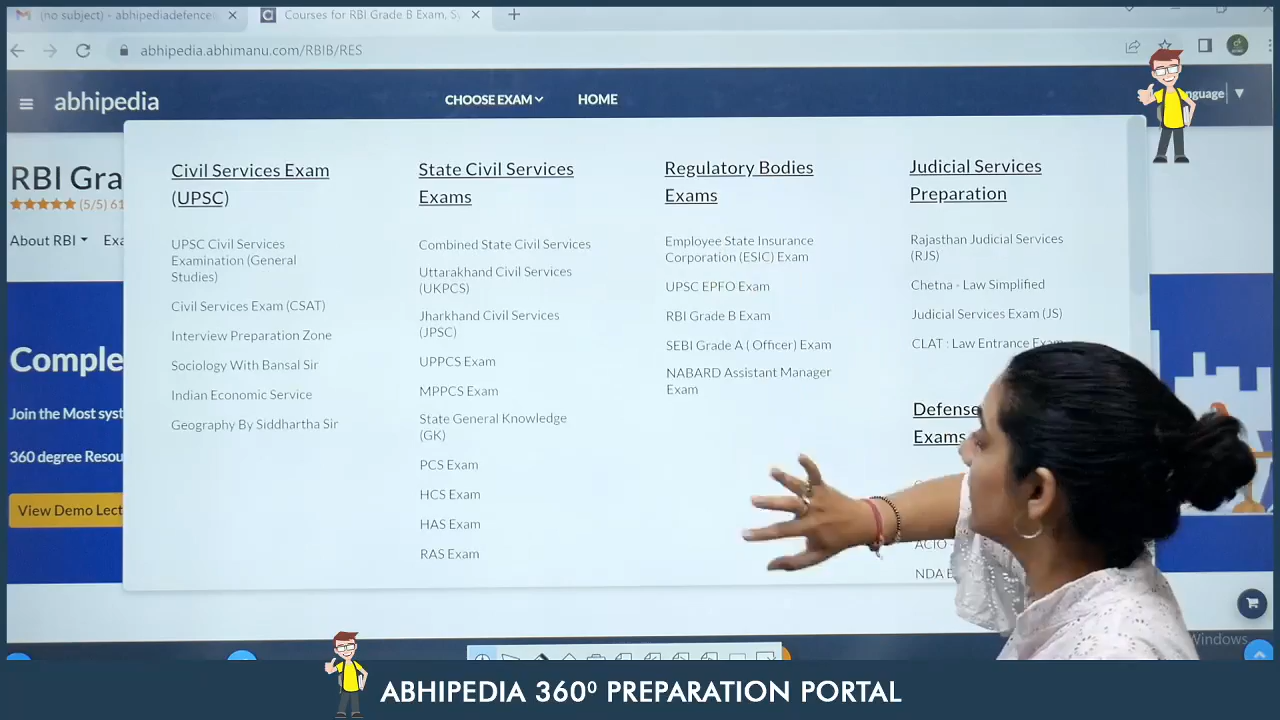 (no subject) - abhipediadefence
Courses for RBI Grade B Exam, Sy
abhipedia.abhimanu.com/RBIB/RES
abhipedia
CHOOSE EXAM
HOME
nguage
RBI Gra
(5/5) 61
About RBI
Exa
Comple
Join the Most syst
360 degree Resou
View Demo Lect
Civil Services Exam
(UPSC)
UPSC Civil Services
Examination (General
Studies)
Civil Services Exam (CSAT)
Interview Preparation Zone
Sociology With Bansal Sir
Indian Economic Service
Geography By Siddhartha Sir
State Civil Services
Exams
Combined State Civil Services
Uttarakhand Civil Services
(UKPCS)
Jharkhand Civil Services
(JPSC)
UPPCS Exam
MPPCS Exam
State General Knowledge
(GK)
PCS Exam
HCS Exam
HAS Exam
RAS Exam
Regulatory Bodies
Exams
Employee State Insurance
Corporation (ESIC) Exam
UPSC EPFO Exam
RBI Grade B Exam
SEBI Grade A ( Officer) Exam
NABARD Assistant Manager
Exam
Judicial Services
Preparation
Rajasthan Judicial Services
(RJS)
Chetna - Law Simplified
Judicial Services Exam (JS)
CLAT : Law Entrance Exam
Defense
Exams
ACIO -
NDA E
Windows
ABHIPEDIA 360⁰ PREPARATION PORTAL